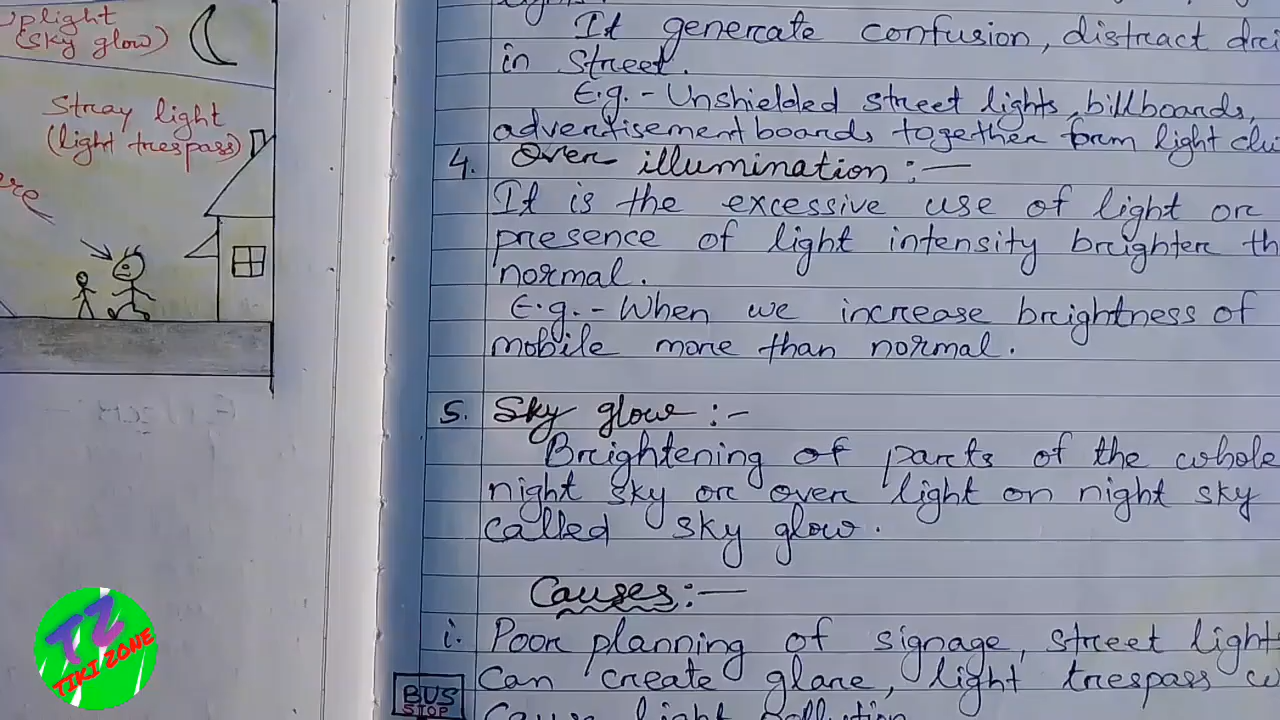 Uplight
(sky glow)
Stray light
(light trespass)
It generate confusion, distract
in street.
E.g.- Unshielded street lights, billboards,
advertisement boards together form light
4. Over illumination :—
It is the excessive use of light or
presence of light intensity brighter
normal.
E.g.- When we increase brightness of
mobile more than normal.
5. Sky glow :-
Brightening of parts of the whole
night sky or over light on night sky
called sky glow.
Causes :—
i. Poor planning of signage, street light
can create glare, light trespass
cause light pollution
BUS
STOP
TZ
TIKI ZONE